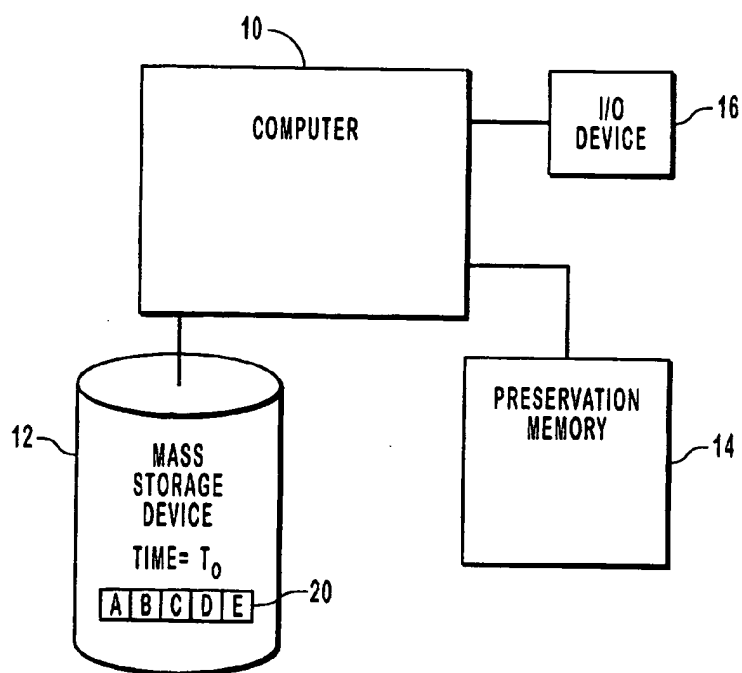 10
COMPUTER
I/O
DEVICE
16
PRESERVATION
MEMORY
14
12
MASS
STORAGE
DEVICE
TIME= T₀
A B C D E
20